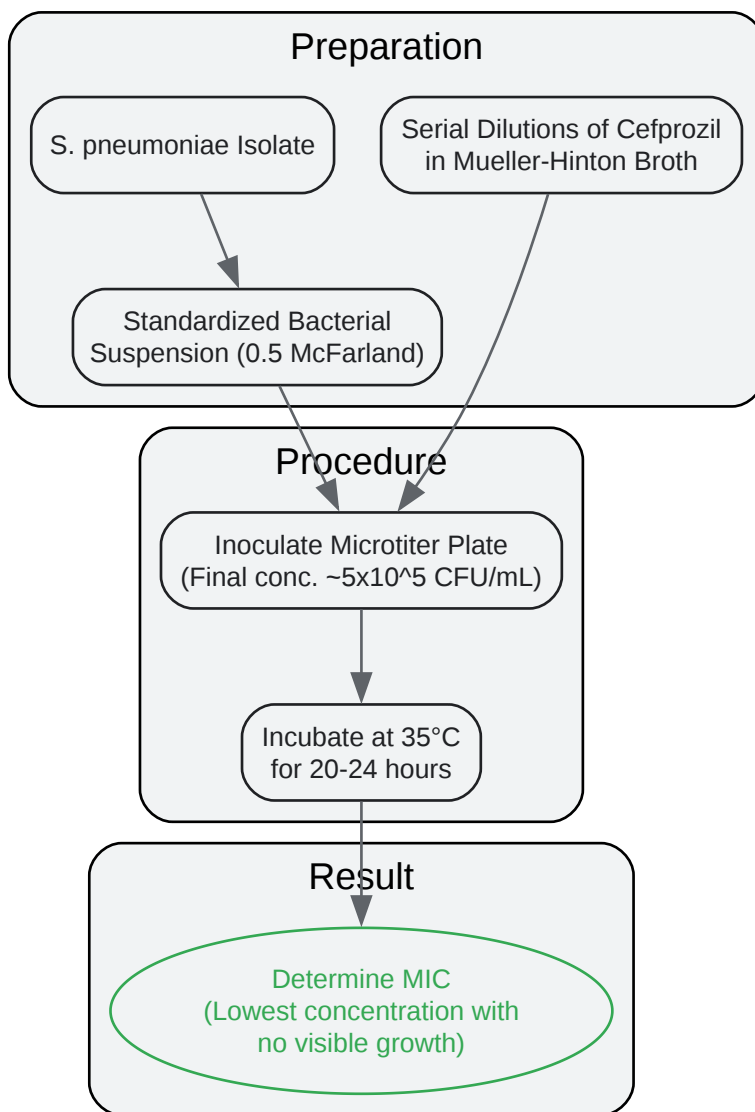 Preparation
S. pneumoniae Isolate
Serial Dilutions of Cefprozil
in Mueller-Hinton Broth
Standardized Bacterial
Suspension (0.5 McFarland)
Procedure
Inoculate Microtiter Plate
(Final conc. ~5x10^5 CFU/mL)
Incubate at 35°C
for 20-24 hours
Result
Determine MIC
(Lowest concentration with
no visible growth)